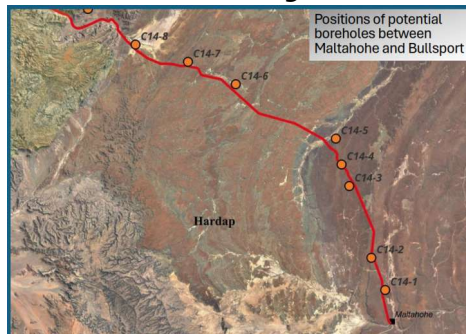 Positions of potential
boreholes between
Maltahohe and Bullsport
C14-8
C14-7
C14-6
C14-5
C14-4
C14-3
Hardap
C14-2
C14-1
Maltahohe